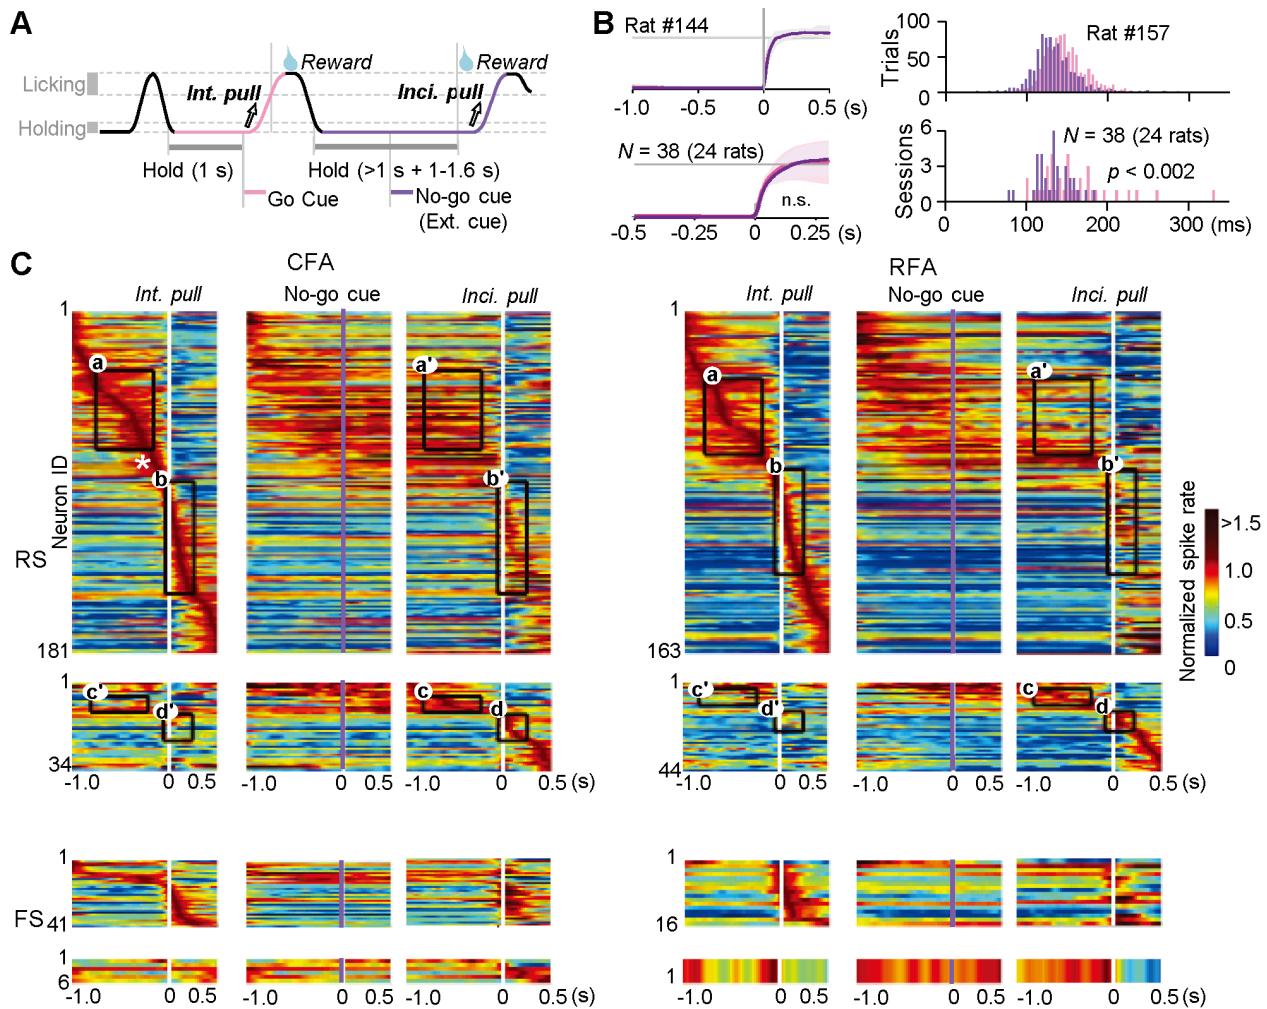 A
Reward
Reward
Licking
Int. pull
Inci. pull
Holding
Hold (1 s)
Hold (>1 s + 1-1.6 s)
Go Cue
No-go cue
(Ext. cue)
B
Rat #144
-1.0 -0.5 0 0.5 (s)
N = 38 (24 rats)
n.s.
-0.5 -0.25 0 0.25 (s)
Trials
100
50
0
Rat #157
Sessions
6
3
0
N = 38 (24 rats)
p < 0.002
0 100 200 300 (ms)
C
CFA
Int. pull No-go cue Inci. pull
1
a
a'
*
b
b'
Neuron ID
RS
181
1
c'
c
d'
d
34
-1.0 0 0.5 -1.0 0 0.5 -1.0 0 0.5 (s)
1
FS
41
1
6
-1.0 0 0.5 -1.0 0 0.5 -1.0 0 0.5 (s)
RFA
Int. pull No-go cue Inci. pull
1
a
a'
b
b'
163
1
c'
c
d'
d
44
-1.0 0 0.5 -1.0 0 0.5 -1.0 0 0.5 (s)
1
16
1
-1.0 0 0.5 -1.0 0 0.5 -1.0 0 0.5 (s)
Normalized spike rate
>1.5
1.0
0.5
0